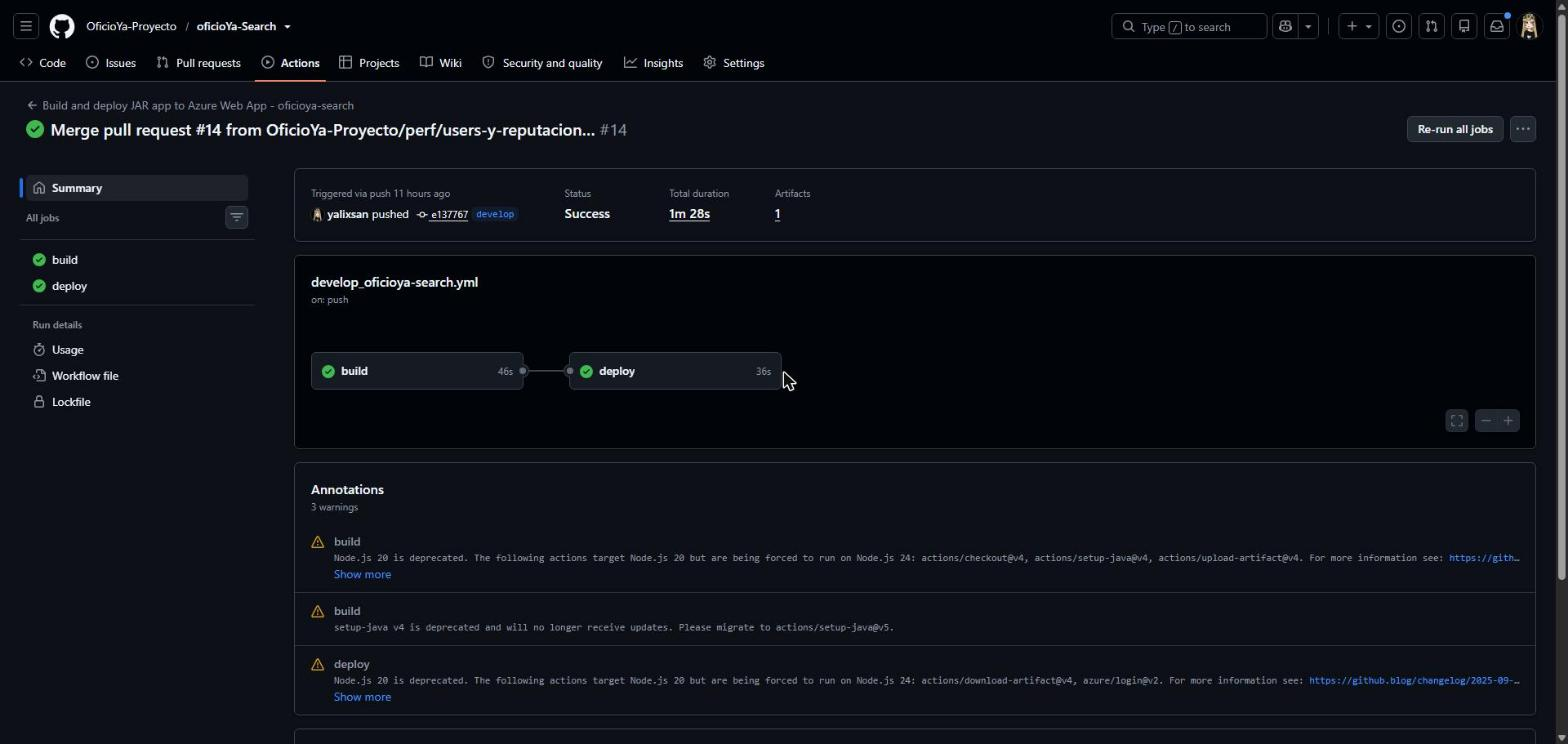 OficioYa-Proyecto / oficioYa-Search
Type / to search
Code Issues Pull requests Actions Projects Wiki Security and quality Insights Settings
Build and deploy JAR app to Azure Web App - oficioya-search
Merge pull request #14 from OficioYa-Proyecto/perf/users-y-reputacion... #14
Re-run all jobs
Summary
All jobs
build
deploy
Run details
Usage
Workflow file
Lockfile
Triggered via push 11 hours ago
yalixsan pushed e137767 develop
Status
Success
Total duration
1m 28s
Artifacts
1
develop_oficioya-search.yml
on: push
build 46s
deploy 36s
Annotations
3 warnings
build
Node.js 20 is deprecated. The following actions target Node.js 20 but are being forced to run on Node.js 24: actions/checkout@v4, actions/setup-java@v4, actions/upload-artifact@v4. For more information see: https://gith…
Show more
build
setup-java v4 is deprecated and will no longer receive updates. Please migrate to actions/setup-java@v5.
deploy
Node.js 20 is deprecated. The following actions target Node.js 20 but are being forced to run on Node.js 24: actions/download-artifact@v4, azure/login@v2. For more information see: https://github.blog/changelog/2025-09-…
Show more